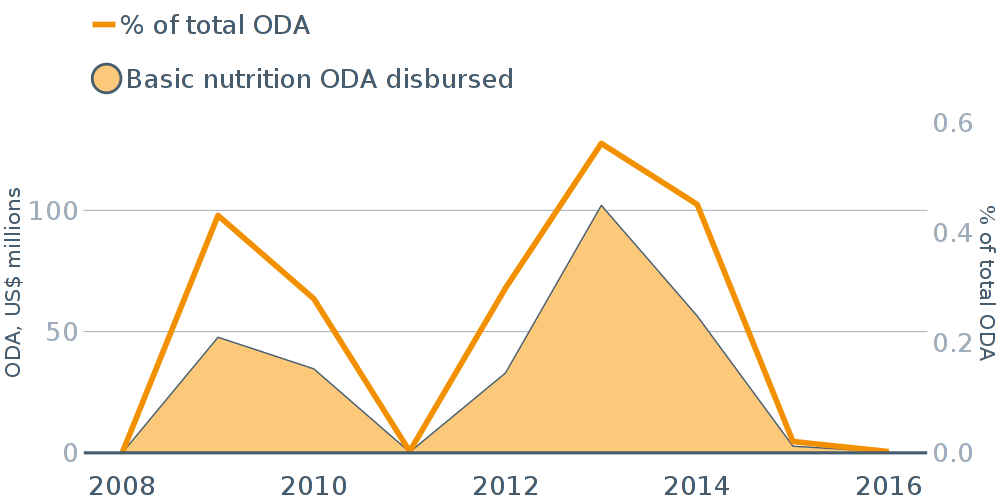 % of total ODA
Basic nutrition ODA disbursed
ODA, US$ millions
100
50
0
0.6
0.4
0.2
0.0
% of total ODA
2008 2010 2012 2014 2016